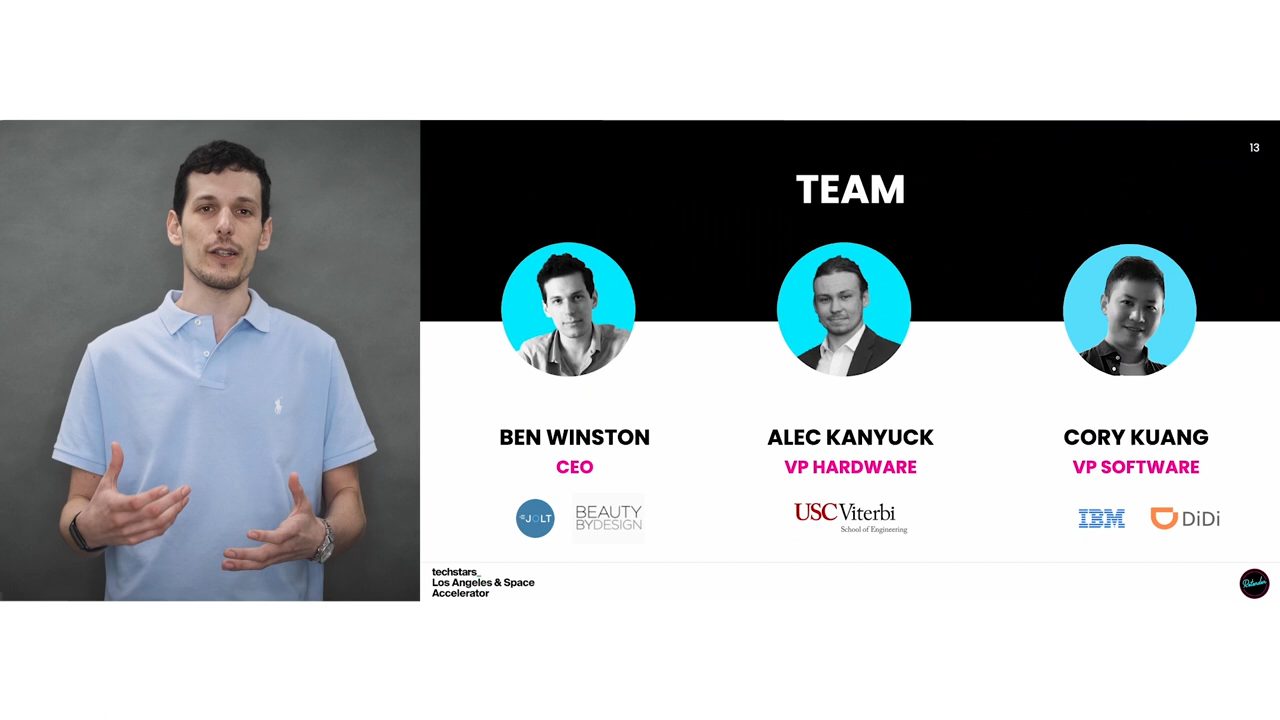 13
TEAM
BEN WINSTON
CEO
JOLT
BEAUTY
BYDESIGN
ALEC KANYUCK
VP HARDWARE
USC Viterbi
School of Engineering
CORY KUANG
VP SOFTWARE
IBM
DiDi
techstars_
Los Angeles & Space
Accelerator
Rotender